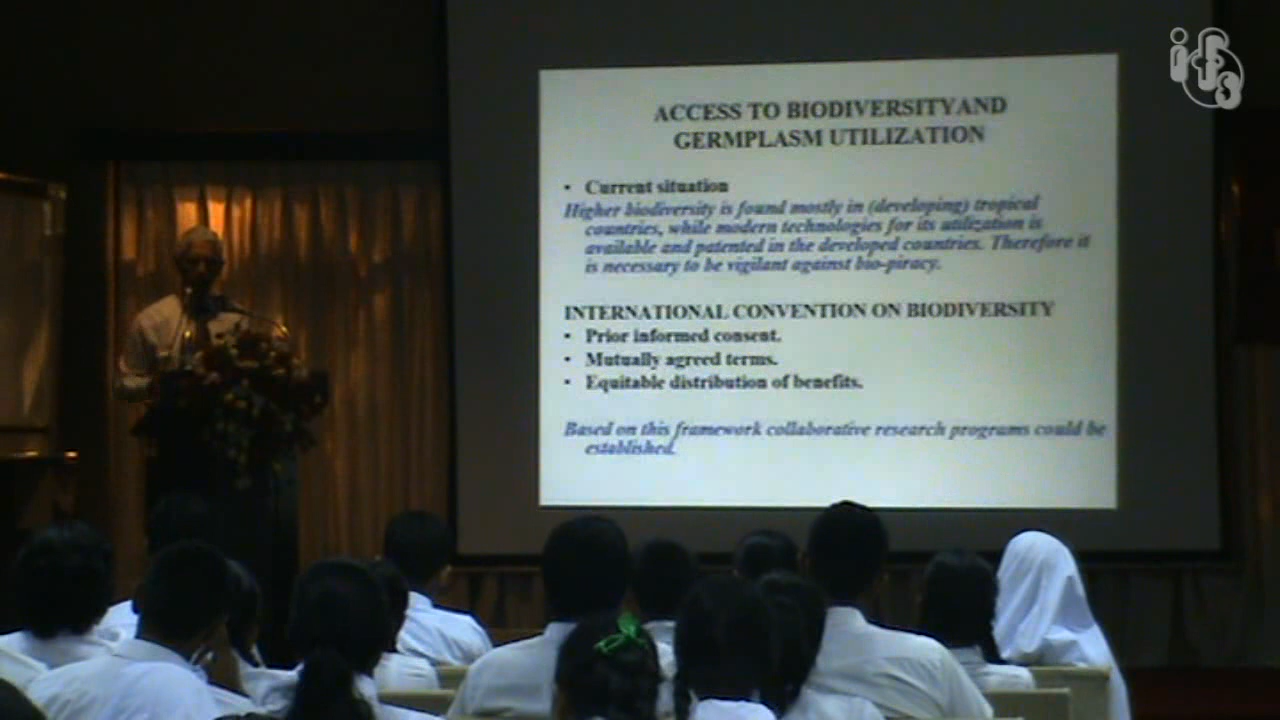 ACCESS TO BIODIVERSITY AND
GERMPLASM UTILIZATION
• Current situation
Higher biodiversity is found mostly in (developing) tropical
countries, while modern technologies for its utilization is
available and patented in the developed countries. Therefore it
is necessary to be vigilant against bio-piracy.
INTERNATIONAL CONVENTION ON BIODIVERSITY
• Prior informed consent.
• Mutually agreed terms.
• Equitable distribution of benefits.
Based on this framework collaborative research programs could be
established.